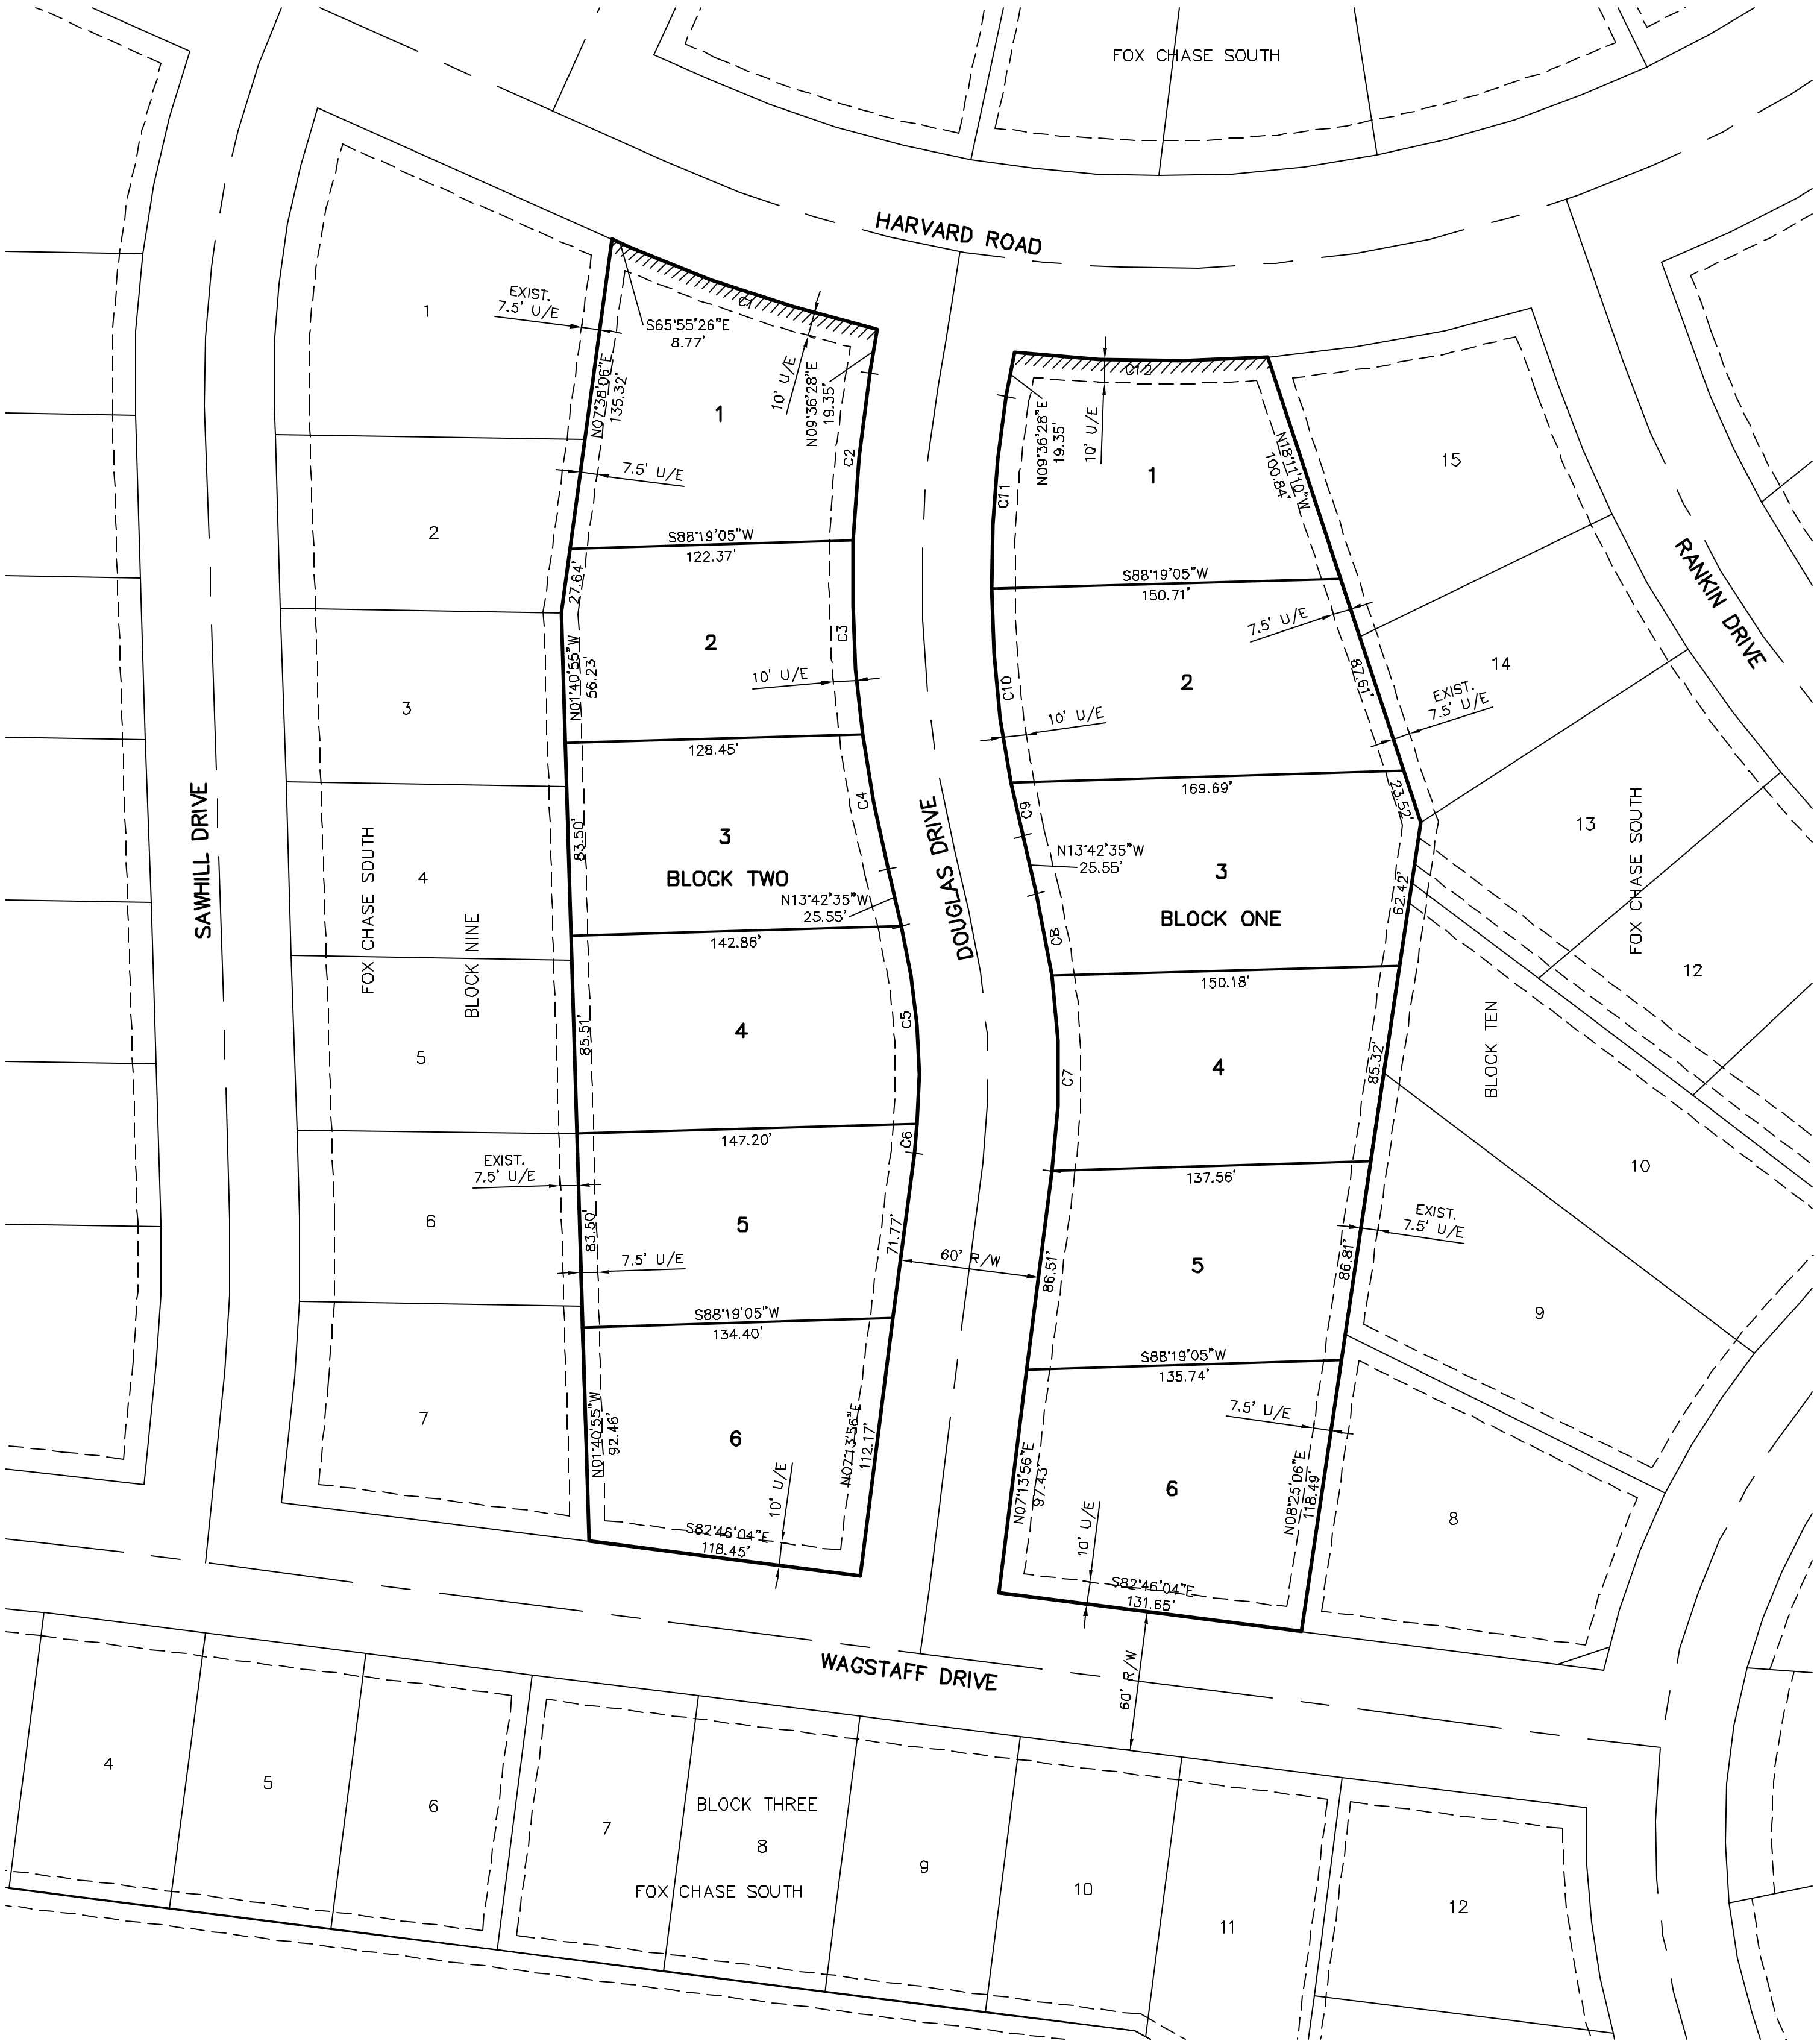 FOX CHASE SOUTH
HARVARD ROAD
EXIST.
7.5' U/E
1
S65°55'26"E
8.77'
C1
10' U/E
N09°36'28"E
19.35'
N07°38'06"E
135.32'
1
C2
7.5' U/E
2
S88°19'05"W
122.37'
27.64'
N01°40'55"W
56.23'
2
C3
10' U/E
3
128.45'
83.50'
3
C4
BLOCK TWO
N13°42'35"W
25.55'
SAWHILL DRIVE
FOX CHASE SOUTH
4
BLOCK NINE
142.86'
85.51'
4
C5
5
147.20'
C6
EXIST.
7.5' U/E
6
83.50'
5
71.77'
7.5' U/E
S88°19'05"W
134.40'
7
N01°40'55"W
92.46'
6
N07°13'56"E
112.17'
10' U/E
S82°46'04"E
118.45'
DOUGLAS DRIVE
60' R/W
C12
N09°36'28"E
19.35'
10' U/E
C11
1
N18°11'10"W
100.84'
15
S88°19'05"W
150.71'
7.5' U/E
C10
2
10' U/E
87.61'
14
EXIST.
7.5' U/E
RANKIN DRIVE
169.69'
23.52'
C9
N13°42'35"W
25.55'
3
BLOCK ONE
62.42'
13
FOX CHASE SOUTH
12
C8
150.18'
BLOCK TEN
C7
4
85.32'
137.56'
10
EXIST.
7.5' U/E
86.51'
5
86.81'
9
S88°19'05"W
135.74'
7.5' U/E
N07°13'56"E
97.43'
6
N08°25'06"E
118.49'
8
10' U/E
S82°46'04"E
131.65'
WAGSTAFF DRIVE
60' R/W
4
5
6
7
BLOCK THREE
8
FOX CHASE SOUTH
9
10
11
12